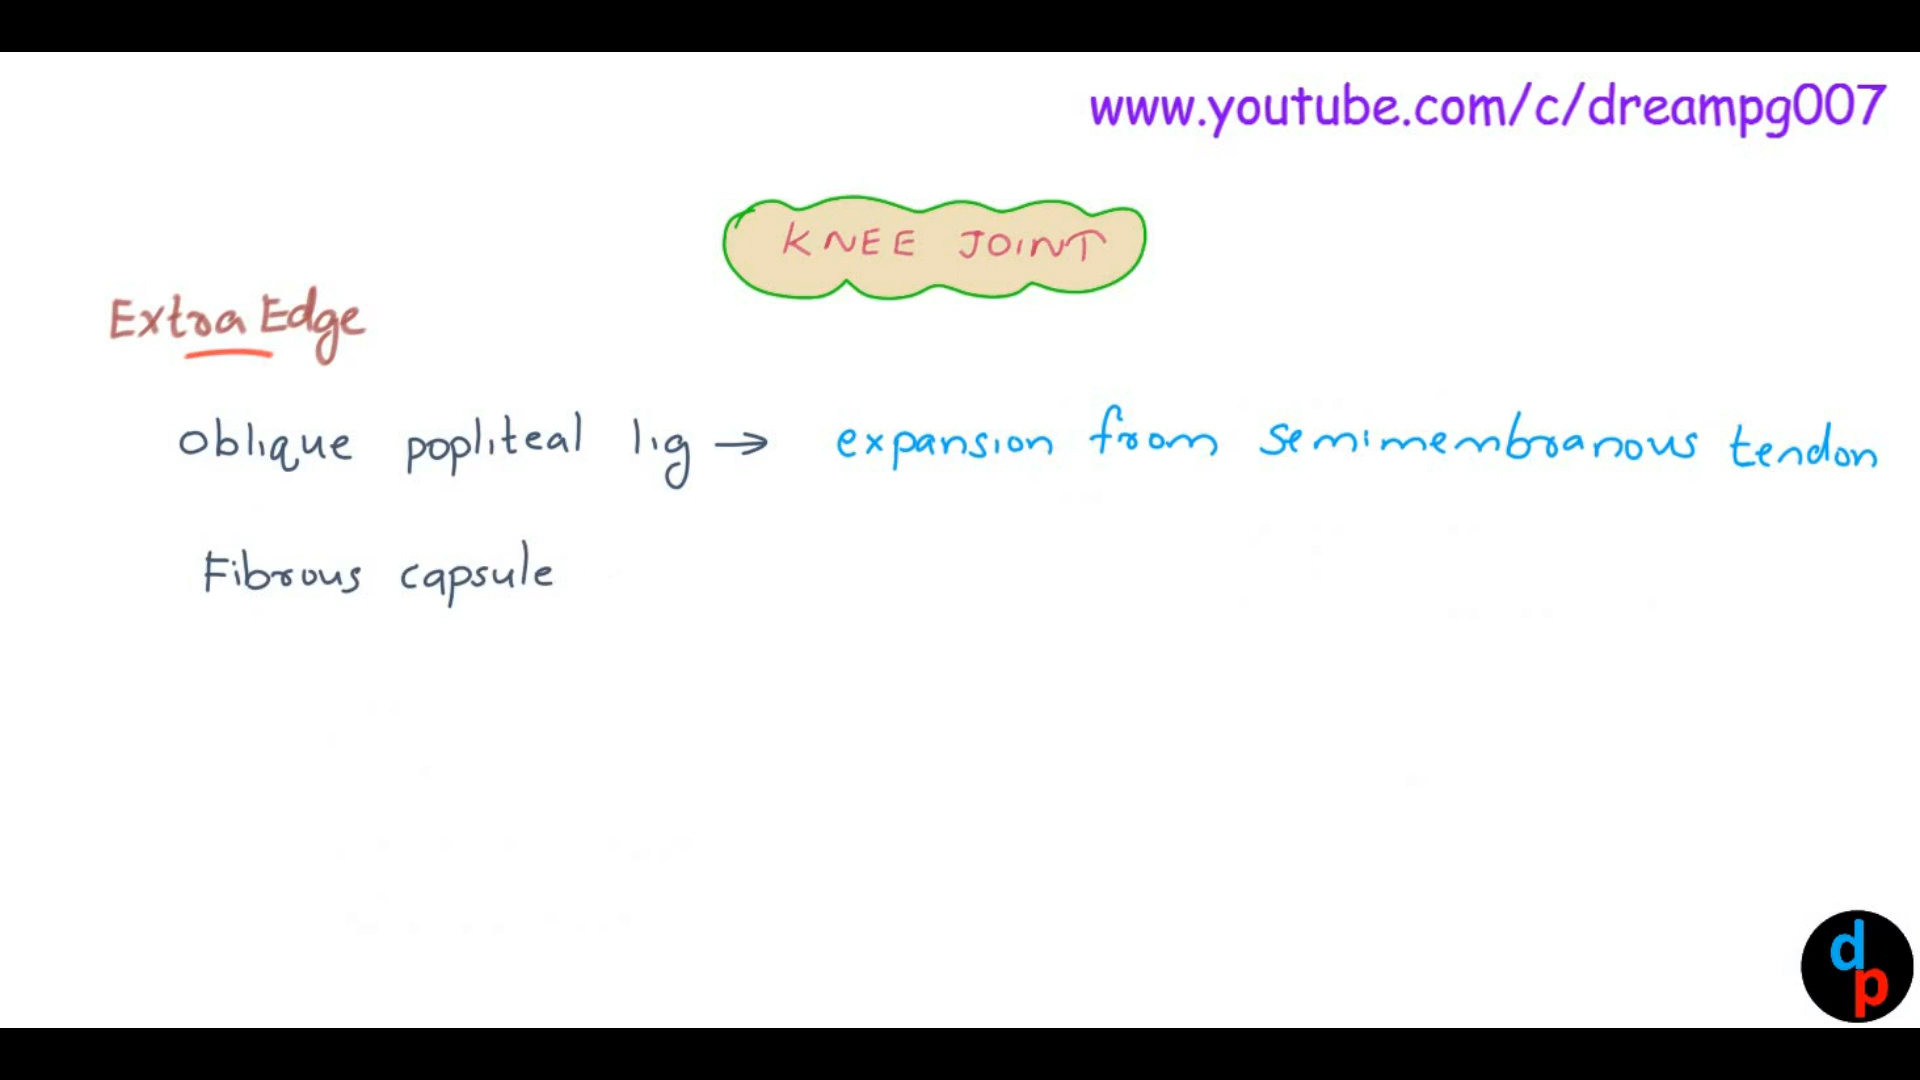 www.youtube.com/c/dreampg007
KNEE JOINT
Extra Edge
Oblique popliteal lig → expansion from semimembranous tendon
Fibrous capsule
dp